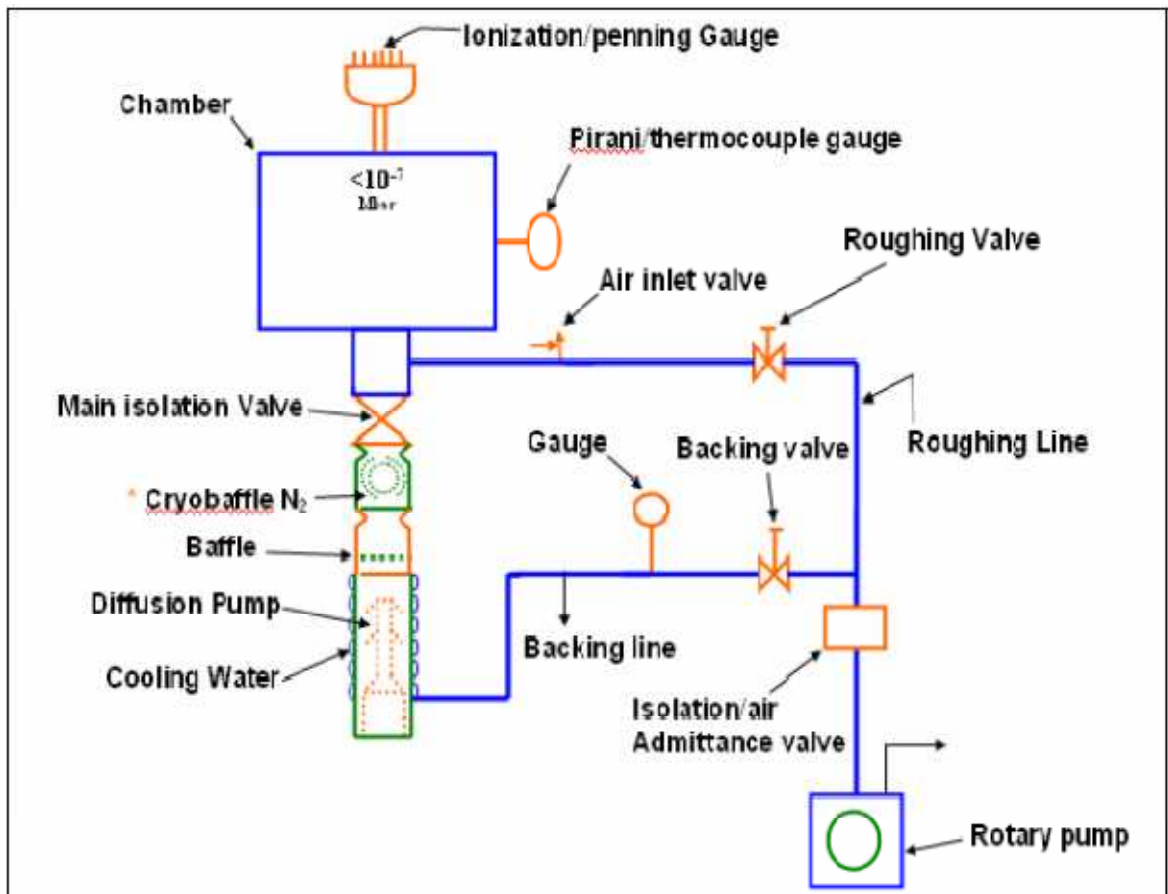 Ionization/penning Gauge
Chamber
Pirani/thermocouple gauge
<10⁻⁷
Roughing Valve
Air inlet valve
Main isolation Valve
Gauge
Backing valve
Roughing Line
* Cryobaffle N₂
Baffle
Diffusion Pump
Backing line
Cooling Water
Isolation/air
Admittance valve
Rotary pump